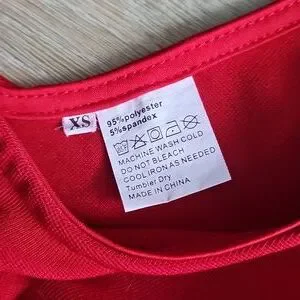 XS
95%polyester
5%spandex
MACHINE WASH COLD
DO NOT BLEACH
COOL IRON AS NEEDED
Tumbler Dry
MADE IN CHINA